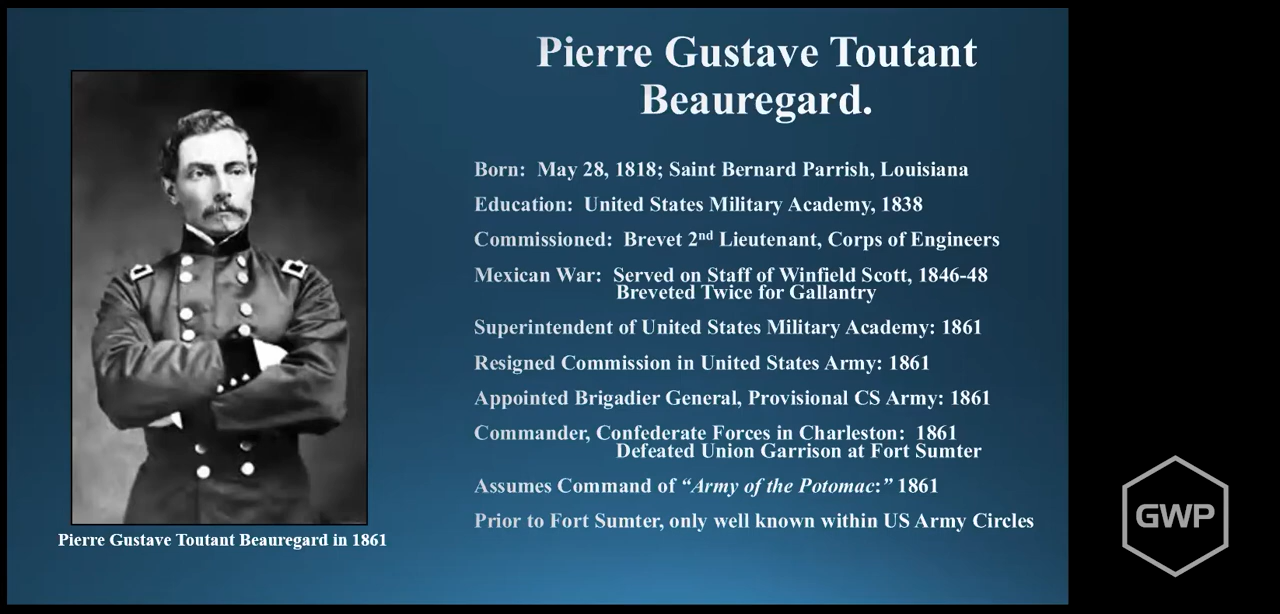 Pierre Gustave Toutant
Beauregard.
Born:  May 28, 1818; Saint Bernard Parrish, Louisiana
Education:  United States Military Academy, 1838
Commissioned:  Brevet 2nd Lieutenant, Corps of Engineers
Mexican War:  Served on Staff of Winfield Scott, 1846-48
Breveted Twice for Gallantry
Superintendent of United States Military Academy: 1861
Resigned Commission in United States Army: 1861
Appointed Brigadier General, Provisional CS Army: 1861
Commander, Confederate Forces in Charleston:  1861
Defeated Union Garrison at Fort Sumter
Assumes Command of “Army of the Potomac:” 1861
Prior to Fort Sumter, only well known within US Army Circles
Pierre Gustave Toutant Beauregard in 1861
GWP